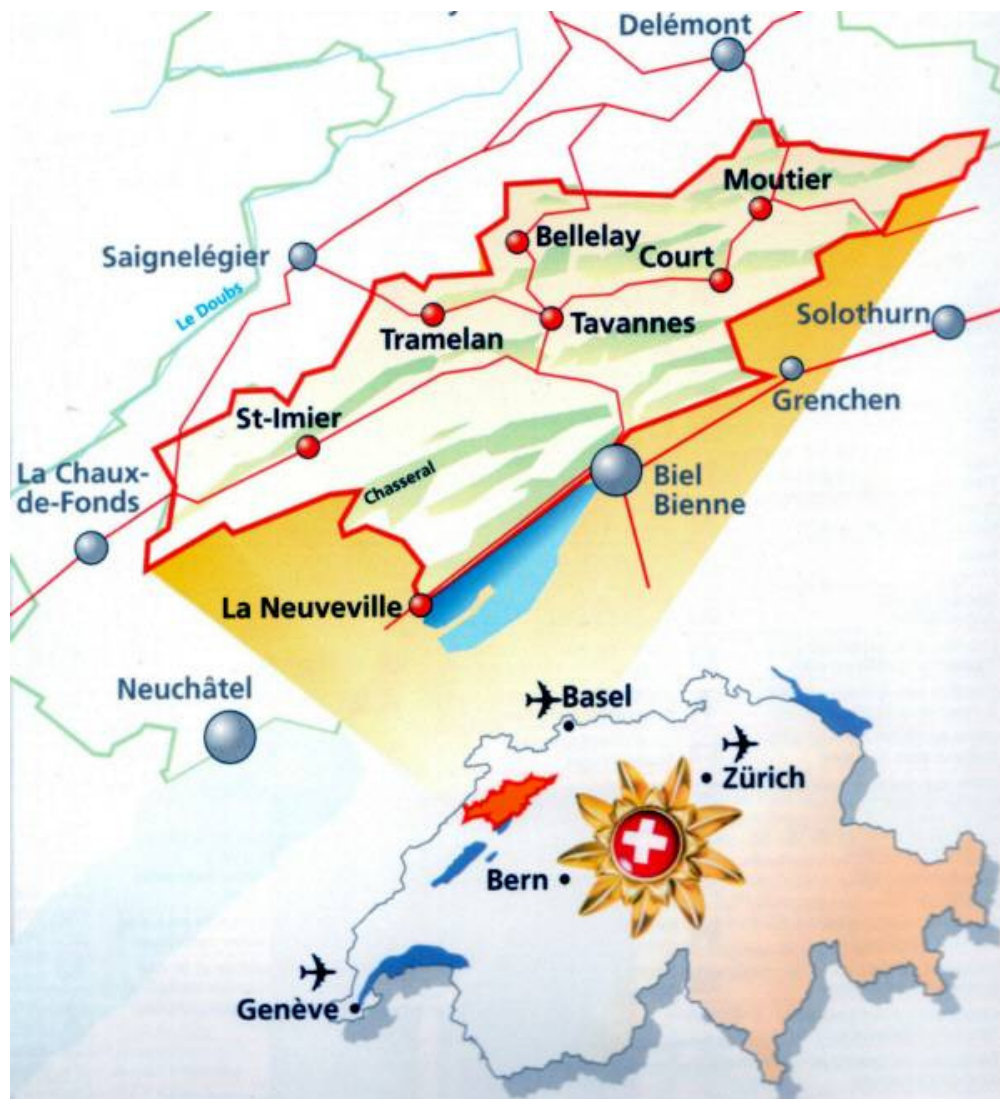 Delémont
Moutier
Bellelay
Court
Saignelégier
Le Doubs
Solothurn
Tramelan
Tavannes
Grenchen
St-Imier
La Chaux-
de-Fonds
Chasseral
Biel
Bienne
La Neuveville
Neuchâtel
Basel
Zürich
Bern
Genève